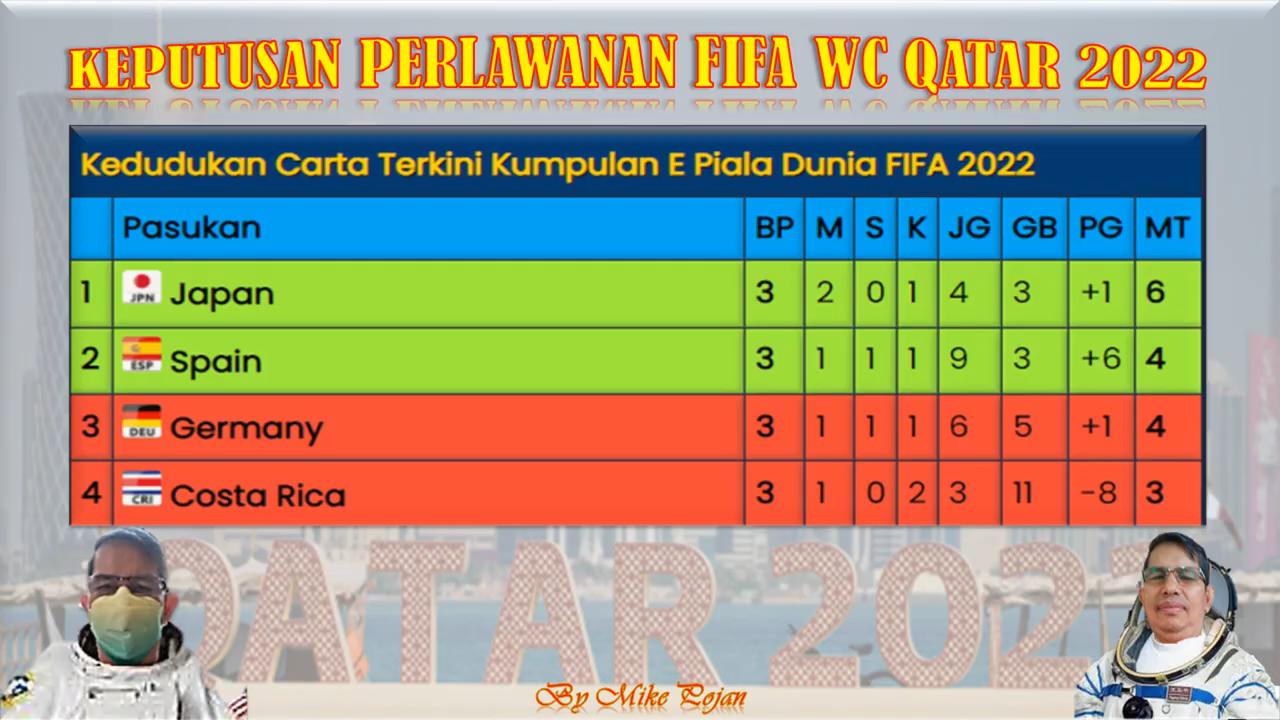 KEPUTUSAN PERLAWANAN FIFA WC QATAR 2022
Kedudukan Carta Terkini Kumpulan E Piala Dunia FIFA 2022
Pasukan BP M S K JG GB PG MT
1 JPN Japan 3 2 0 1 4 3 +1 6
2 ESP Spain 3 1 1 1 9 3 +6 4
3 DEU Germany 3 1 1 1 6 5 +1 4
4 CRI Costa Rica 3 1 0 2 3 11 -8 3
QATAR 2022
By Mike Pojan